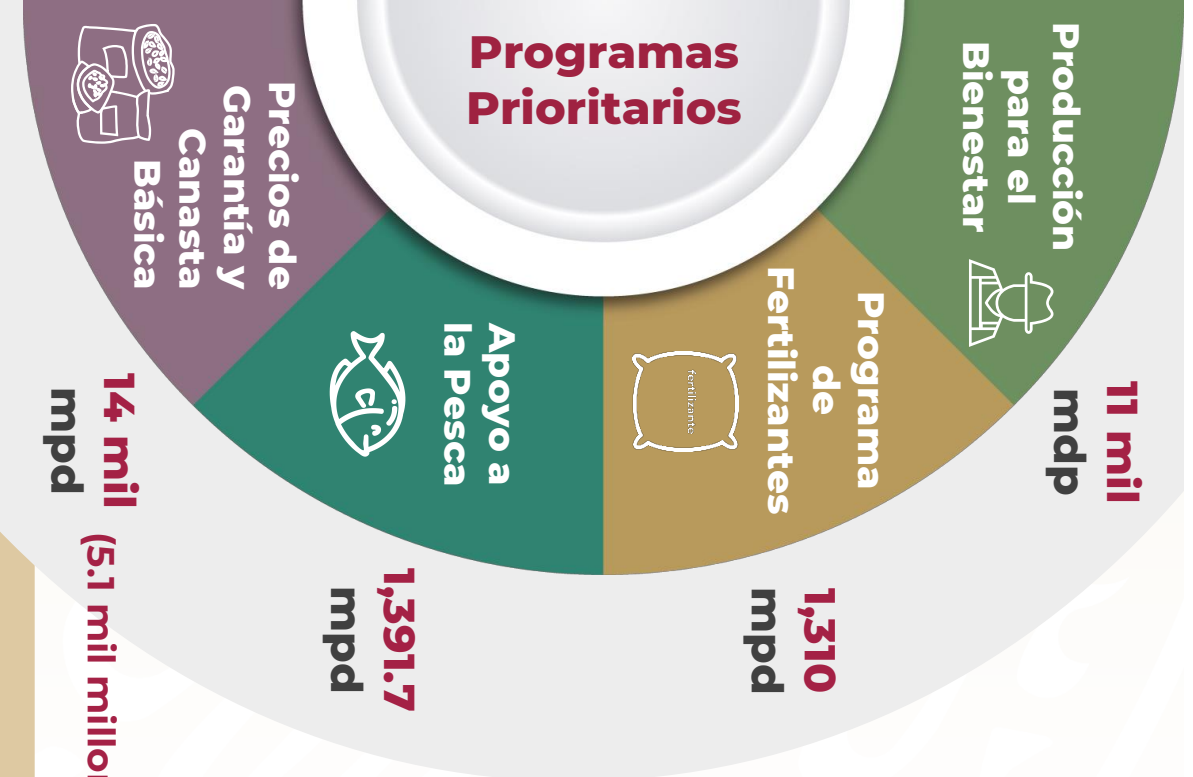 Programas
Prioritarios
Precios de
Garantía y
Canasta
Básica
14 mil
mpd
(5.1 mil
Apoyo a
la Pesca
1,391.7
mpd
Programa
de
Fertilizantes
fertilizante
1,310
mpd
Producción
para el
Bienestar
11 mil
mdp